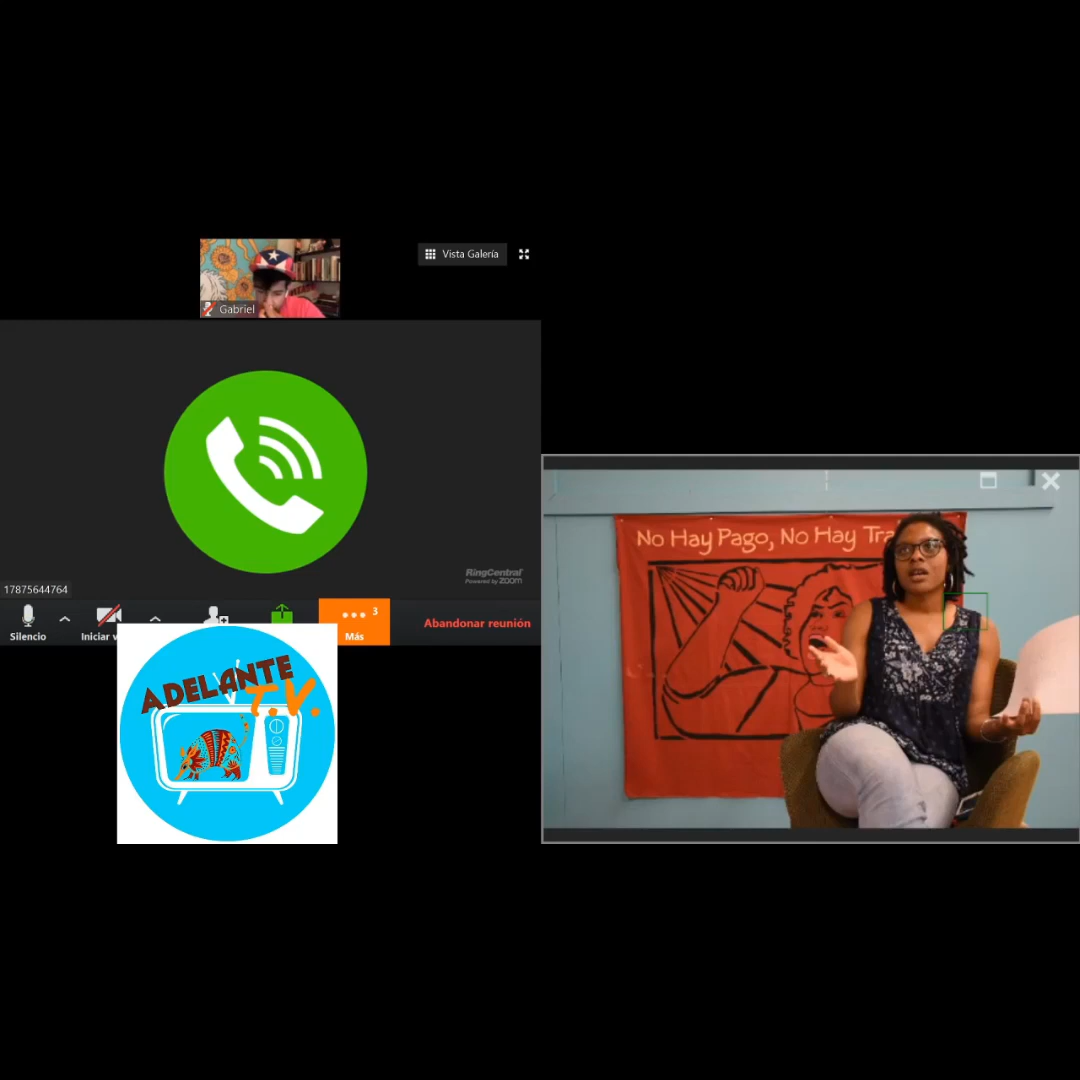 Vista Galería
Gabriel
RingCentral
Powered by zoom
17875644764
Silencio
Iniciar
3
Más
Abandonar reunión
ADELANTE
T.V.
No Hay Pago, No Hay